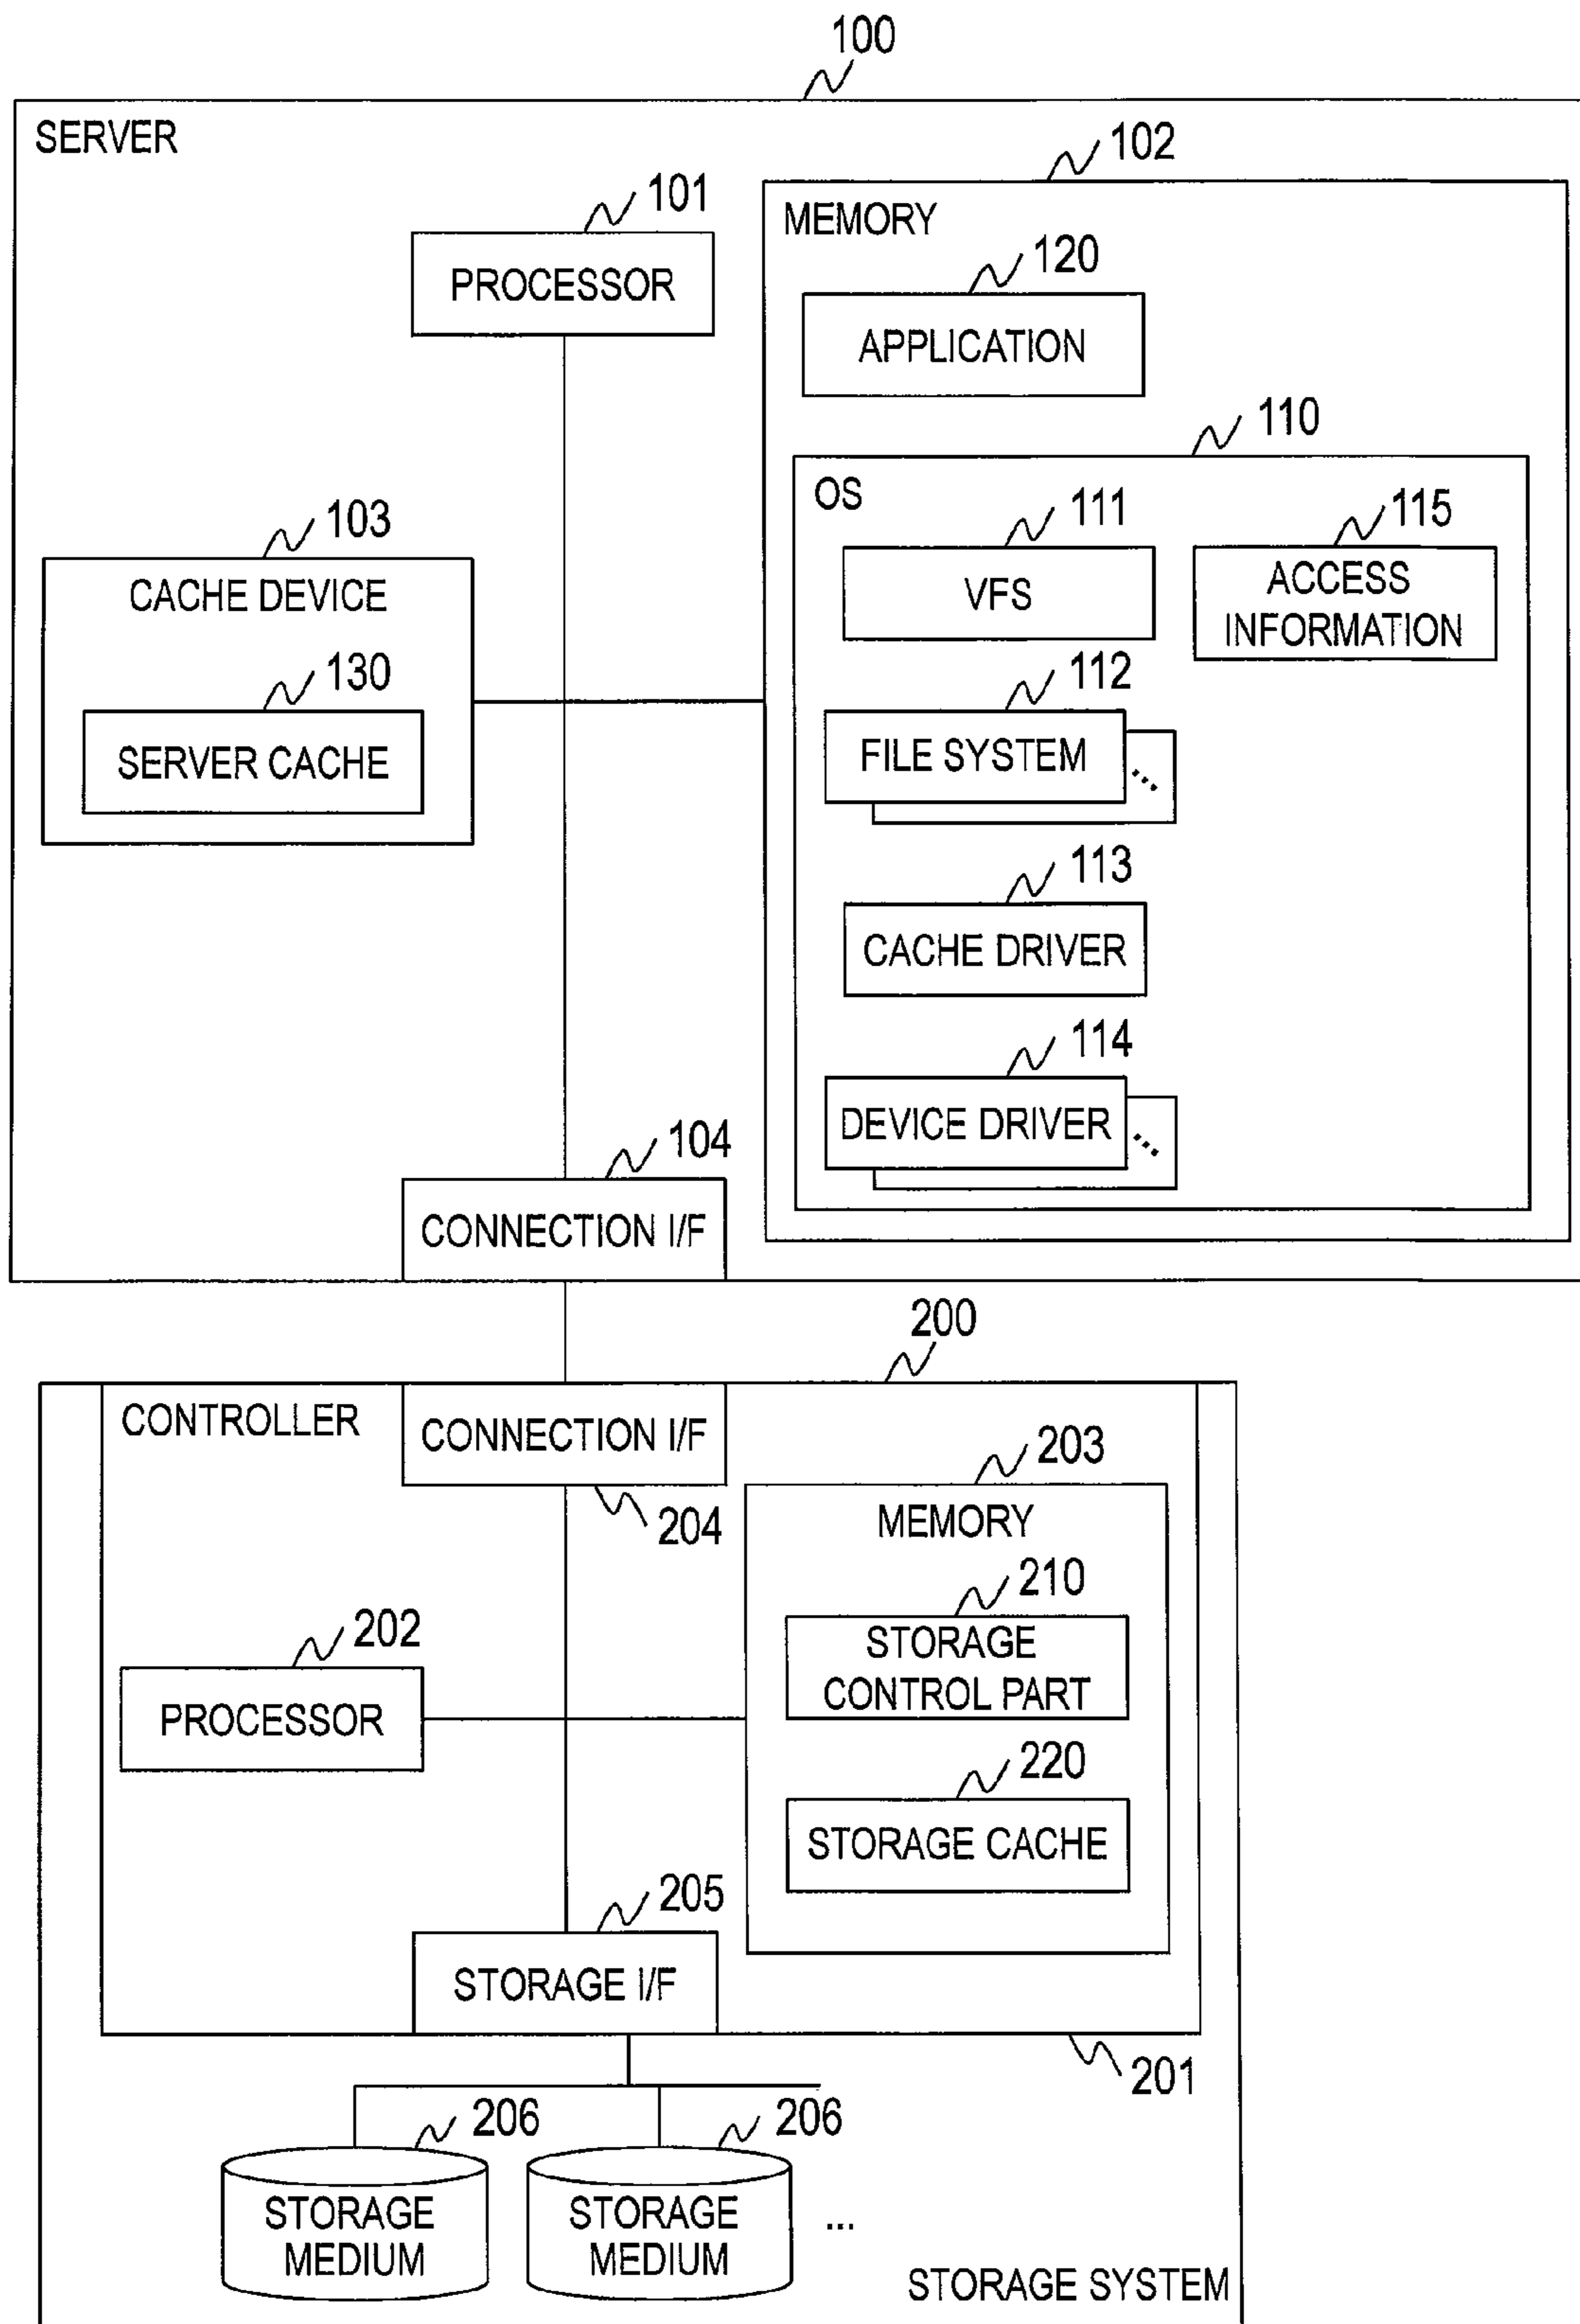 100
SERVER
102
101
MEMORY
PROCESSOR
120
APPLICATION
110
OS
103
111
115
CACHE DEVICE
VFS
ACCESS
INFORMATION
130
112
SERVER CACHE
FILE SYSTEM
...
113
CACHE DRIVER
114
DEVICE DRIVER
...
104
CONNECTION I/F
200
CONTROLLER
CONNECTION I/F
203
204
MEMORY
210
202
STORAGE
CONTROL PART
PROCESSOR
220
STORAGE CACHE
205
STORAGE I/F
201
206
206
STORAGE
MEDIUM
STORAGE
MEDIUM
...
STORAGE SYSTEM